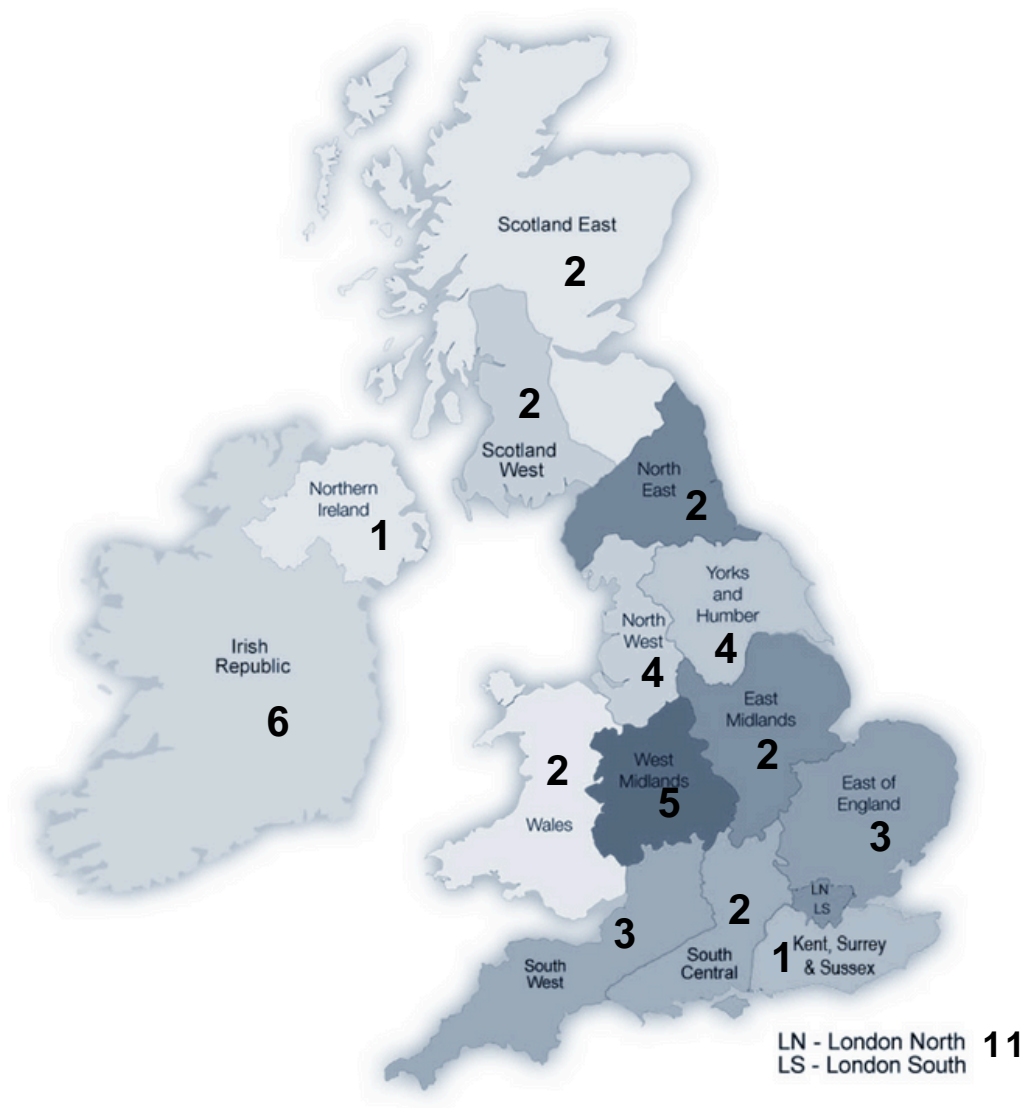 Scotland East
2
2
Scotland
West
North
East
2
Northern
Ireland
1
Yorks
and
Humber
4
North
West
4
Irish
Republic
6
East
Midlands
2
West
Midlands
5
2
Wales
East of
England
3
LN
LS
2
South
Central
3
South
West
1
Kent, Surrey
& Sussex
LN - London North 11
LS - London South